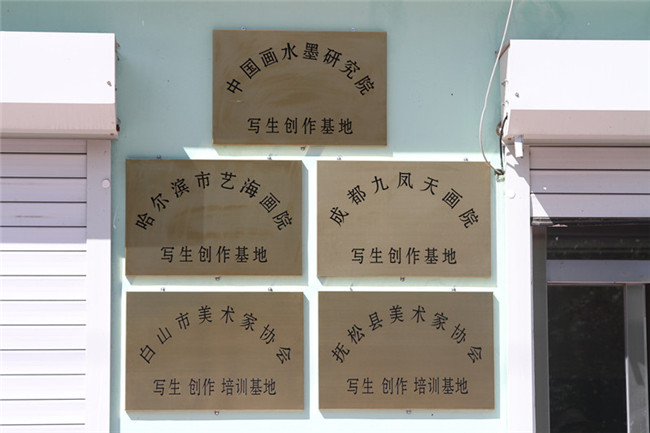 中国画水墨研究院
写生创作基地
哈尔滨市艺海画院
写生创作基地
成都九凤天画院
写生创作基地
白山市美术家协会
写生 创作 培训基地
抚松县美术家协会
写生 创作 培训基地